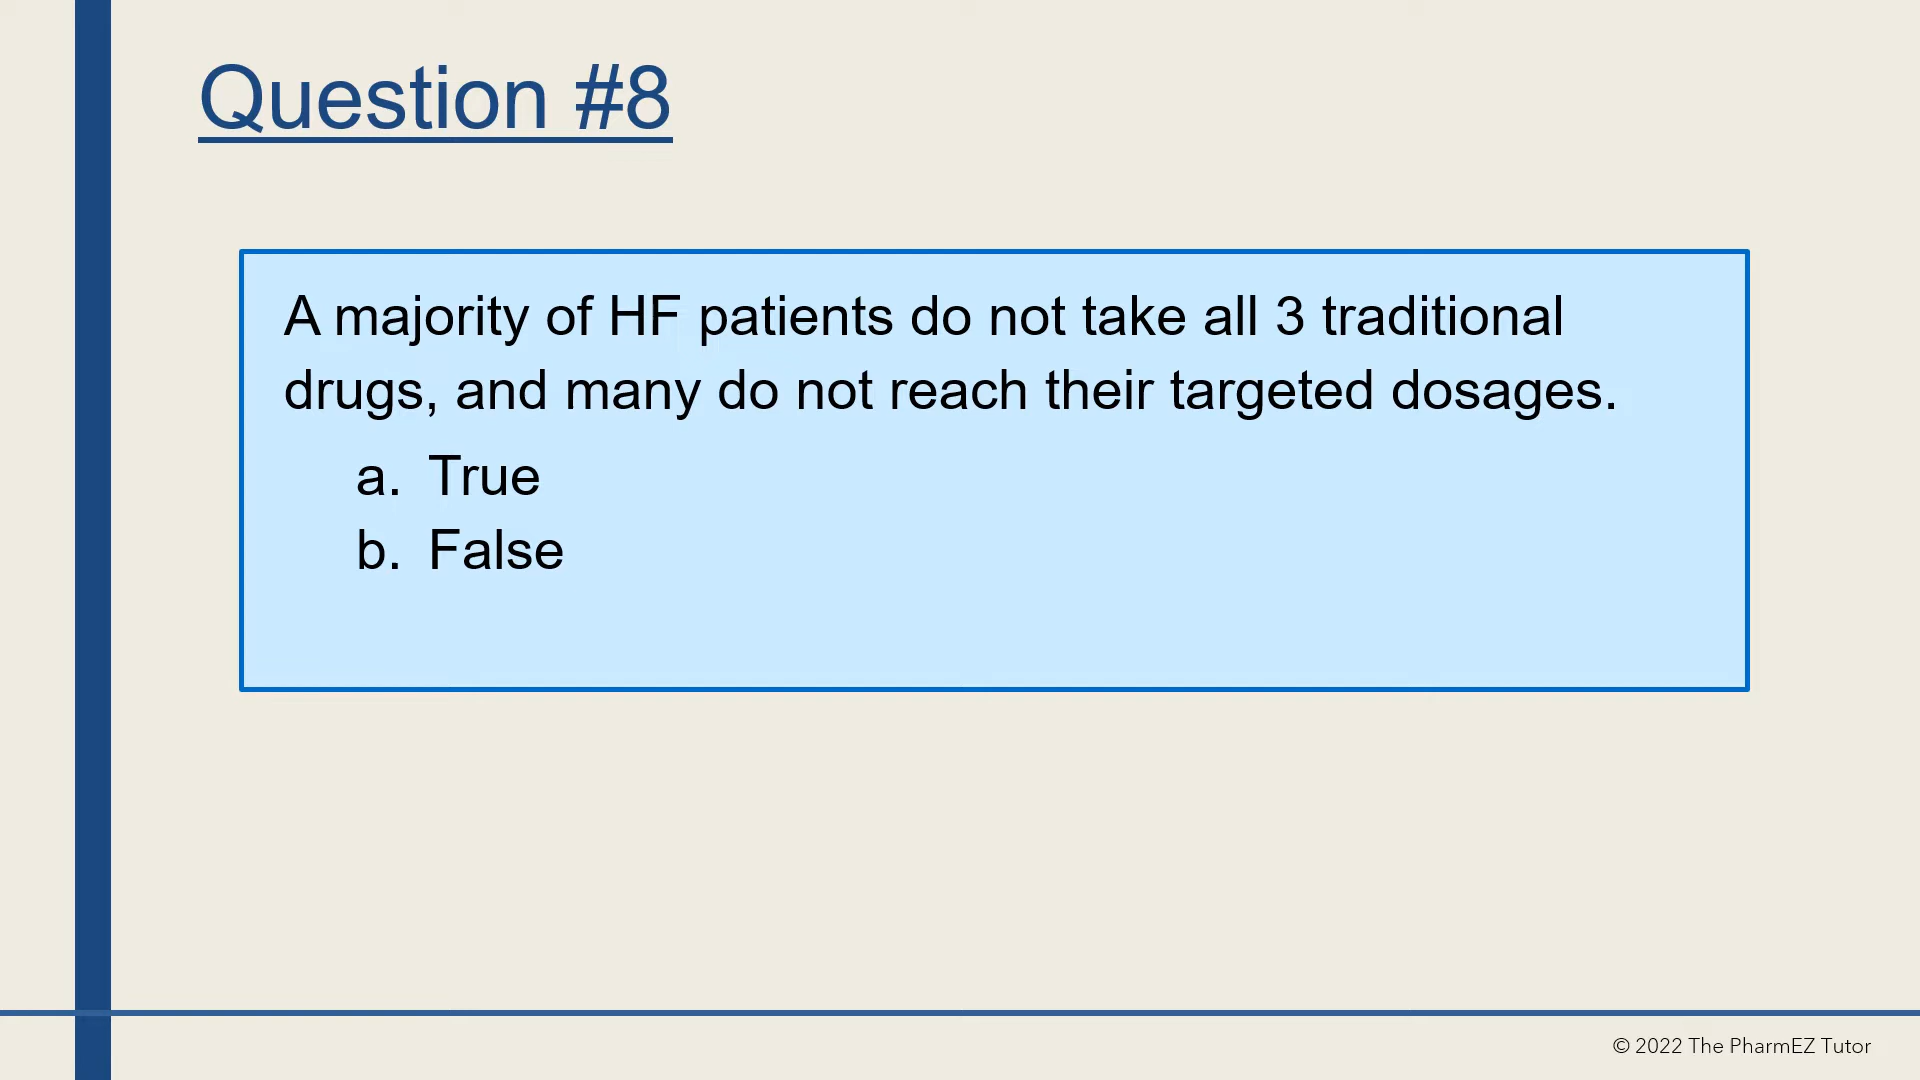 Question #8
A majority of HF patients do not take all 3 traditional
drugs, and many do not reach their targeted dosages.
a. True
b. False
© 2022 The PharmEZ Tutor